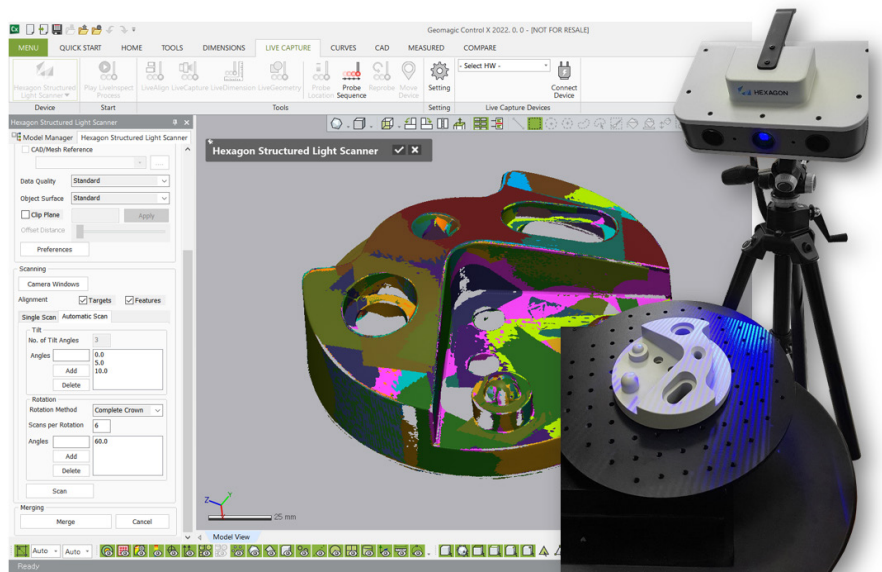 Geomagic Control X 2022. 0, 0 - [NOT FOR RESALE]
MENU QUICK START HOME TOOLS DIMENSIONS LIVE CAPTURE CURVES CAD MEASURED COMPARE
- Select HW -
Hexagon Structured Light Scanner
Play LiveInspect Process
LiveAlign LiveCapture LiveDimension LiveGeometry
Probe Location
Probe Sequence
Reprobe
Move Device
Setting
Connect Device
Device Start Tools Setting Live Capture Devices
Hexagon Structured Light Scanner
Model Manager Hexagon Structured Light Scanner
CAD/Mesh Reference
Data Quality Standard
Object Surface Standard
Clip Plane Apply
Offset Distance
Preferences
Scanning
Camera Windows
Alignment Targets Features
Single Scan Automatic Scan
Tilt
No. of Tilt Angles 3
Angles 0.0
5.0
Add 10.0
Delete
Rotation
Rotation Method Complete Crown
Scans per Rotation 6
Angles 60.0
Add
Delete
Scan
Merging
Merge Cancel
Hexagon Structured Light Scanner
Z Y
25 mm
Model View
Auto Auto
Ready
HEXAGON